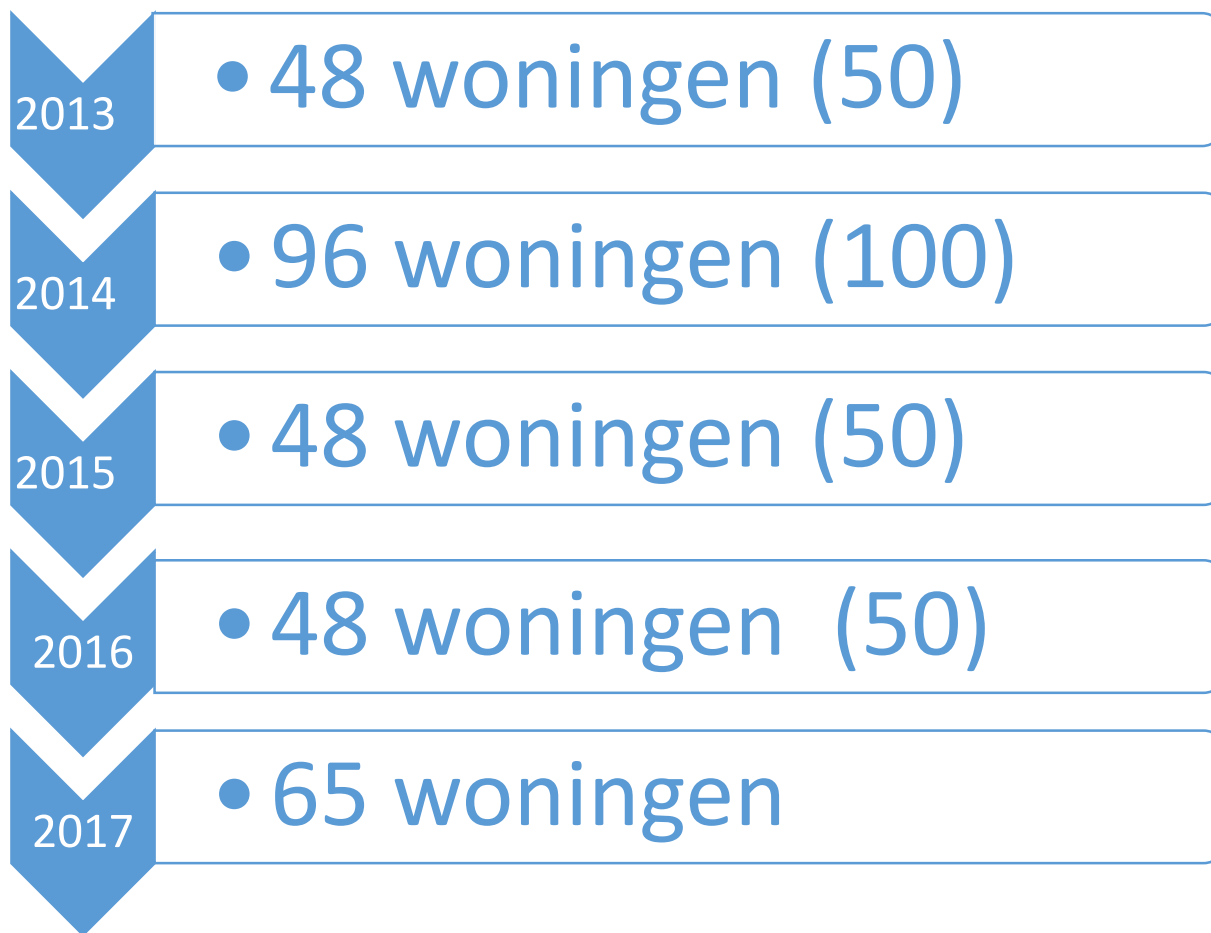 2013
• 48 woningen (50)
2014
• 96 woningen (100)
2015
• 48 woningen (50)
2016
• 48 woningen (50)
2017
• 65 woningen